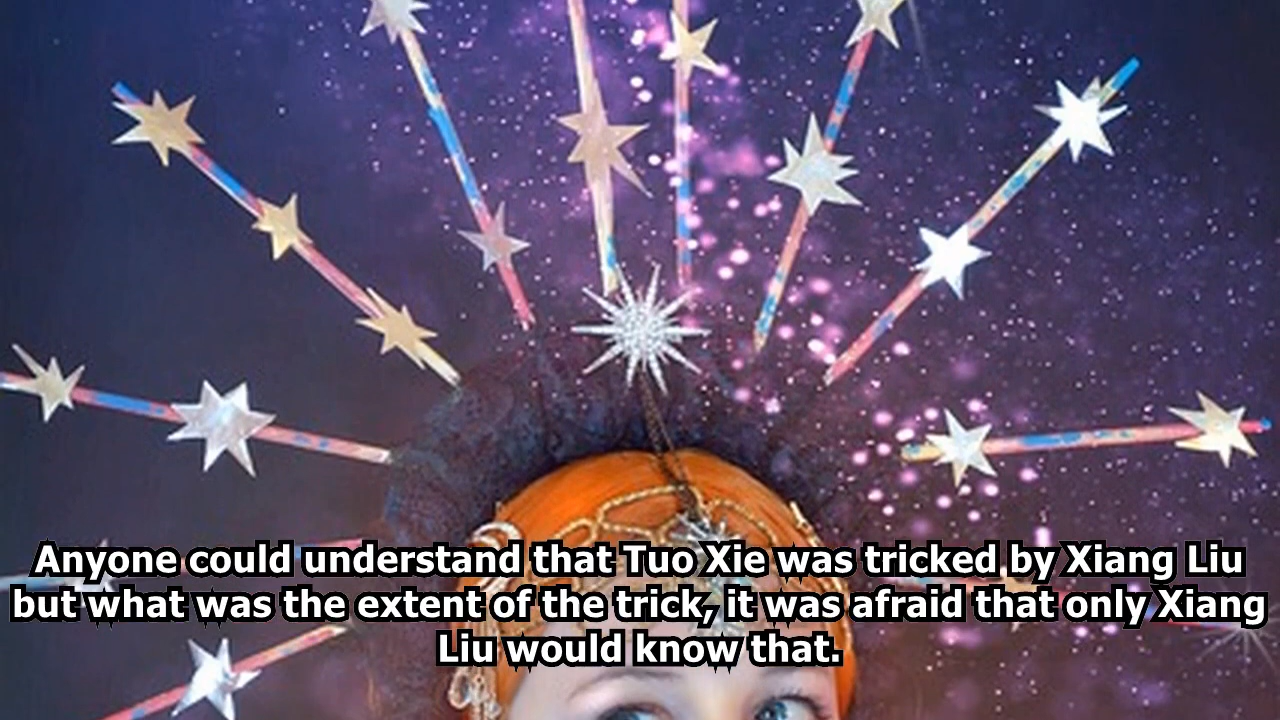 Anyone could understand that Tuo Xie was tricked by Xiang Liu
but what was the extent of the trick, it was afraid that only Xiang
Liu would know that.